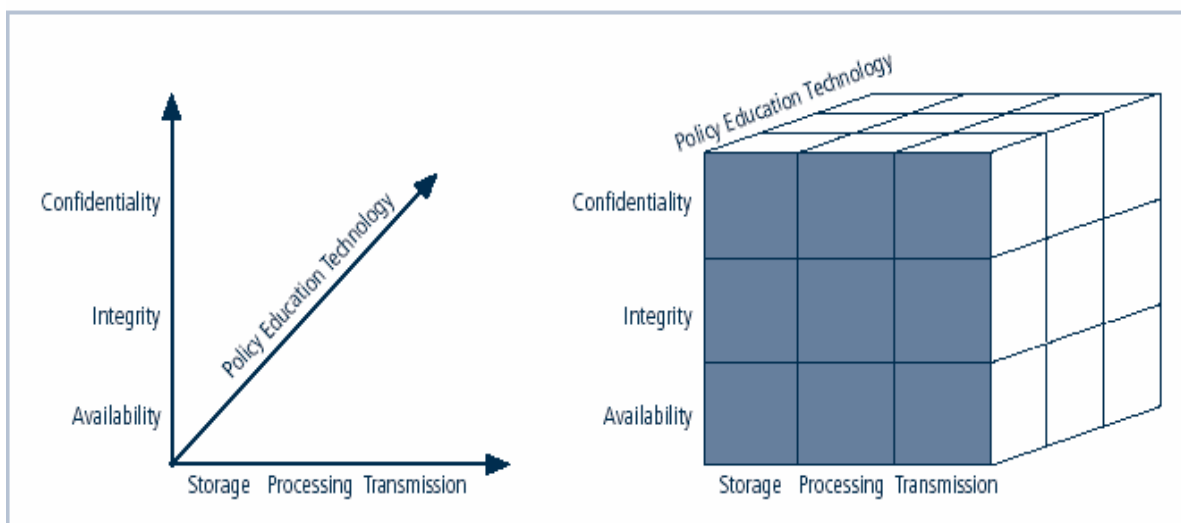 Confidentiality
Integrity
Availability
Policy Education Technology
Storage Processing Transmission
Policy Education Technology
Confidentiality
Integrity
Availability
Storage Processing Transmission